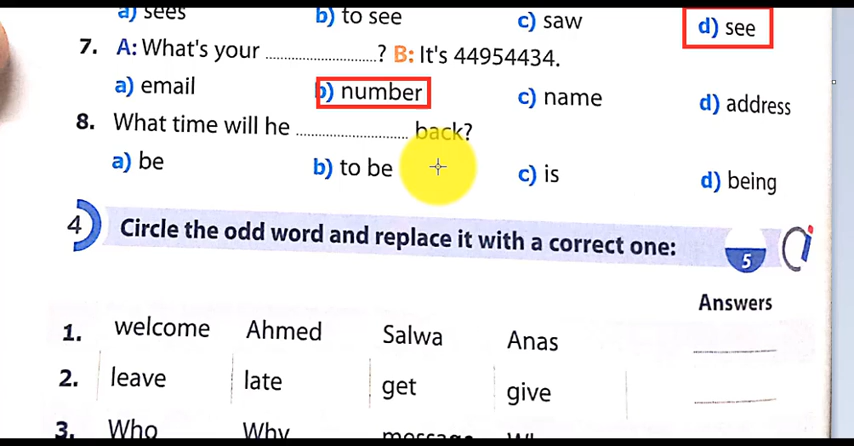 a) sees b) to see c) saw d) see
7. A: What's your ........................? B: It's 44954434.
a) email b) number c) name d) address
8. What time will he ........................ back?
a) be b) to be c) is d) being
4 Circle the odd word and replace it with a correct one: 5
Answers
1. welcome Ahmed Salwa Anas
2. leave late get give
3. Who Why message